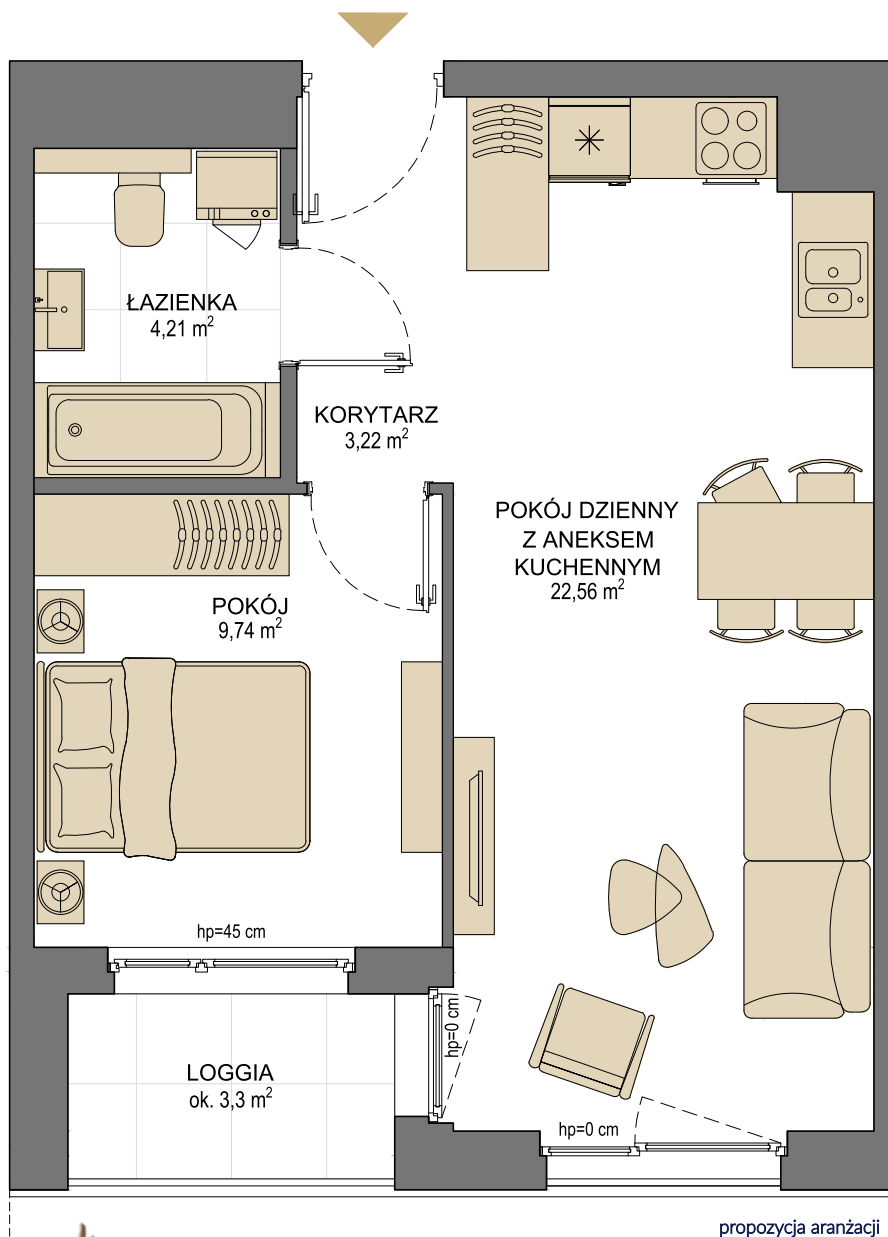 ŁAZIENKA
4,21 m²
KORYTARZ
3,22 m²
POKÓJ DZIENNY
Z ANEKSEM
KUCHENNYM
22,56 m²
POKÓJ
9,74 m²
hp=45 cm
hp=0 cm
LOGGIA
ok. 3,3 m²
hp=0 cm
propozycja aranżacji